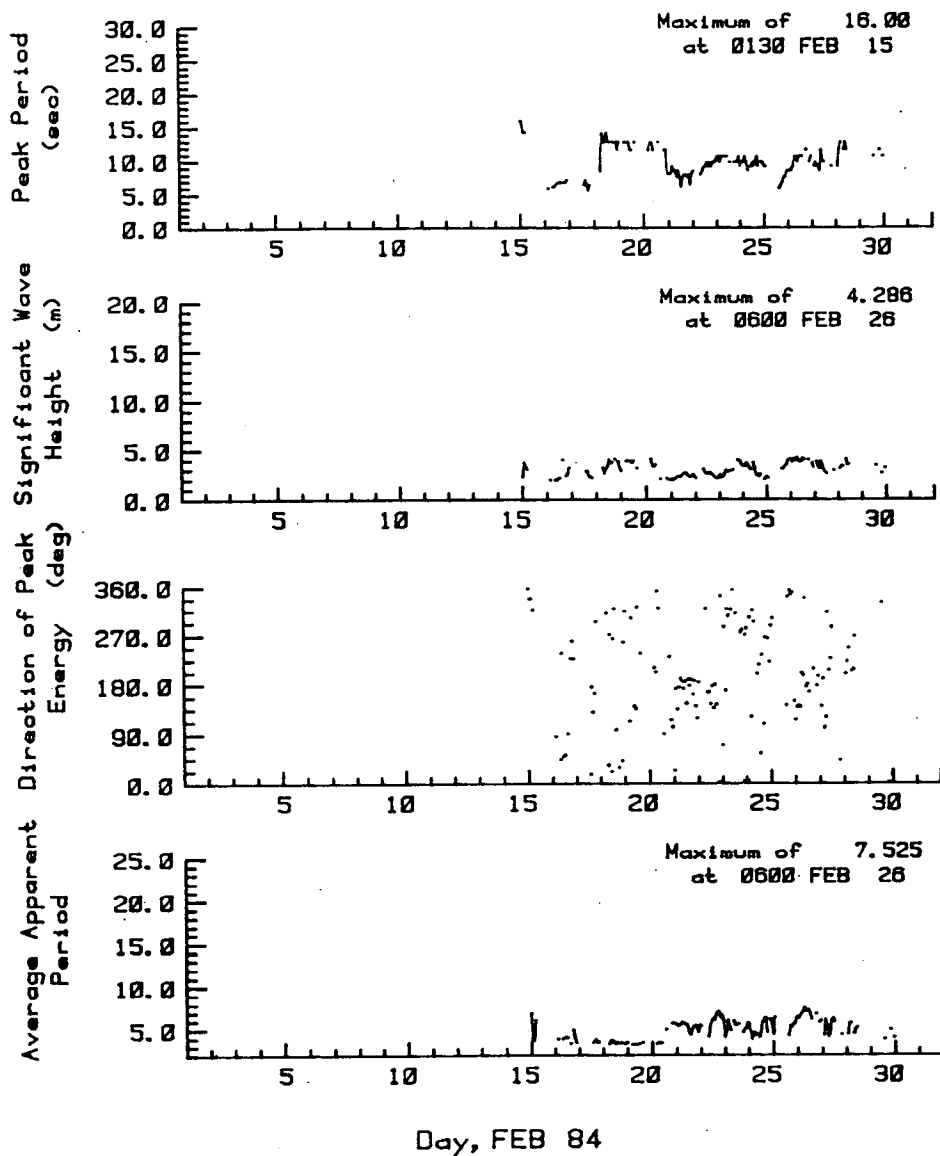 Peak Period
(sec)
Maximum of 16.00
at 0130 FEB 15
30.0
25.0
20.0
15.0
10.0
5.0
0.0
5 10 15 20 25 30
Significant Wave
Height (m)
Maximum of 4.286
at 0600 FEB 26
20.0
15.0
10.0
5.0
0.0
5 10 15 20 25 30
Direction of Peak
Energy (deg)
360.0
270.0
180.0
90.0
0.0
5 10 15 20 25 30
Average Apparent
Period
Maximum of 7.525
at 0600 FEB 26
25.0
20.0
15.0
10.0
5.0
5 10 15 20 25 30
Day, FEB 84